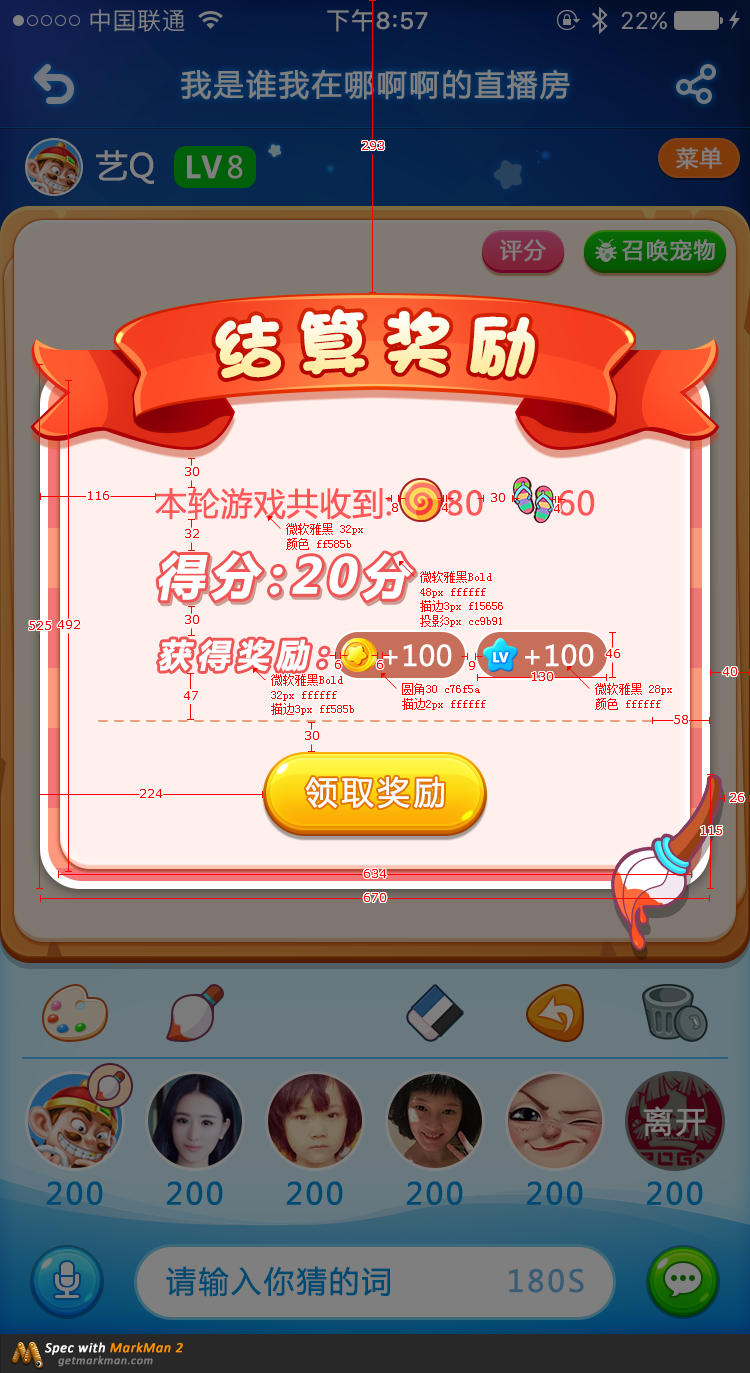 中国联通 下午8:57 22%
我是谁我在哪啊啊的直播房
293
艺Q LV8 菜单
评分 召唤宠物
结算奖励
30
116
本轮游戏共收到: 8 4 80 30 4 60
32
微软雅黑 32px
颜色 ff585b
得分:20分
微软雅黑Bold
48px ffffff
描边3px f15656
投影3px cc9b91
525 492
30
获得奖励: 6 6 +100 9 LV +100 46
130
微软雅黑Bold
32px ffffff
描边3px ff585b
圆角30 c76f5a
描边2px ffffff
微软雅黑 28px
颜色 ffffff
40
47
58
30
224
领取奖励
26
115
634
670
离开
200 200 200 200 200 200
请输入你猜的词 180S
Spec with MarkMan 2
getmarkman.com